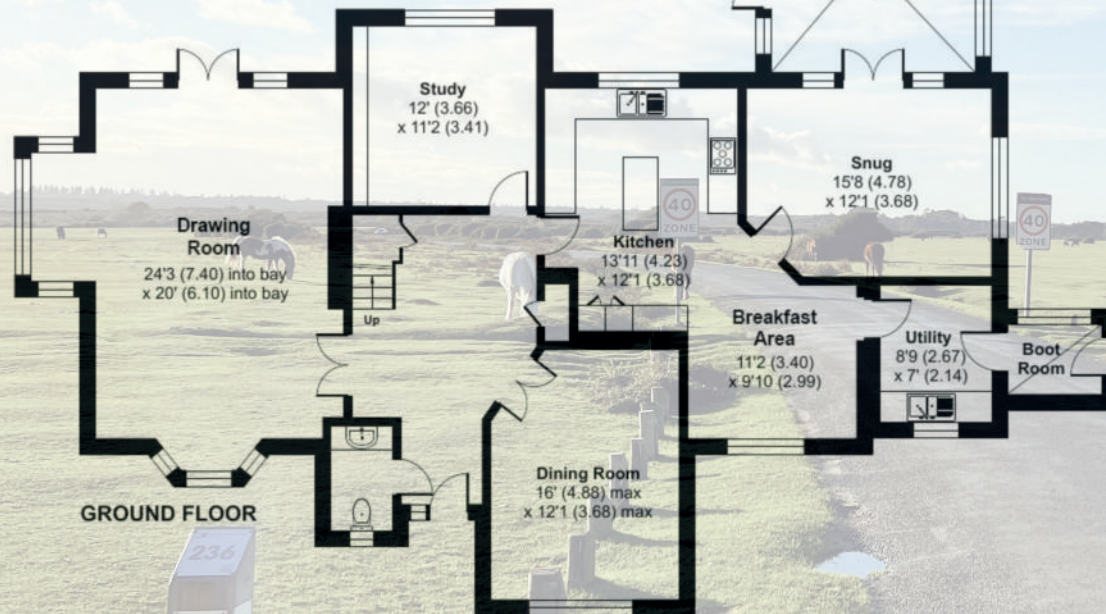 Study
12' (3.66)
x 11'2 (3.41)
Snug
15'8 (4.78)
x 12'1 (3.68)
40
ZONE
40
ZONE
Drawing
Room
24'3 (7.40) into bay
x 20' (6.10) into bay
Kitchen
13'11 (4.23)
x 12'1 (3.68)
Up
Breakfast
Area
11'2 (3.40)
x 9'10 (2.99)
Utility
8'9 (2.67)
x 7' (2.14)
Boot
Room
Dining Room
16' (4.88) max
x 12'1 (3.68) max
GROUND FLOOR
236